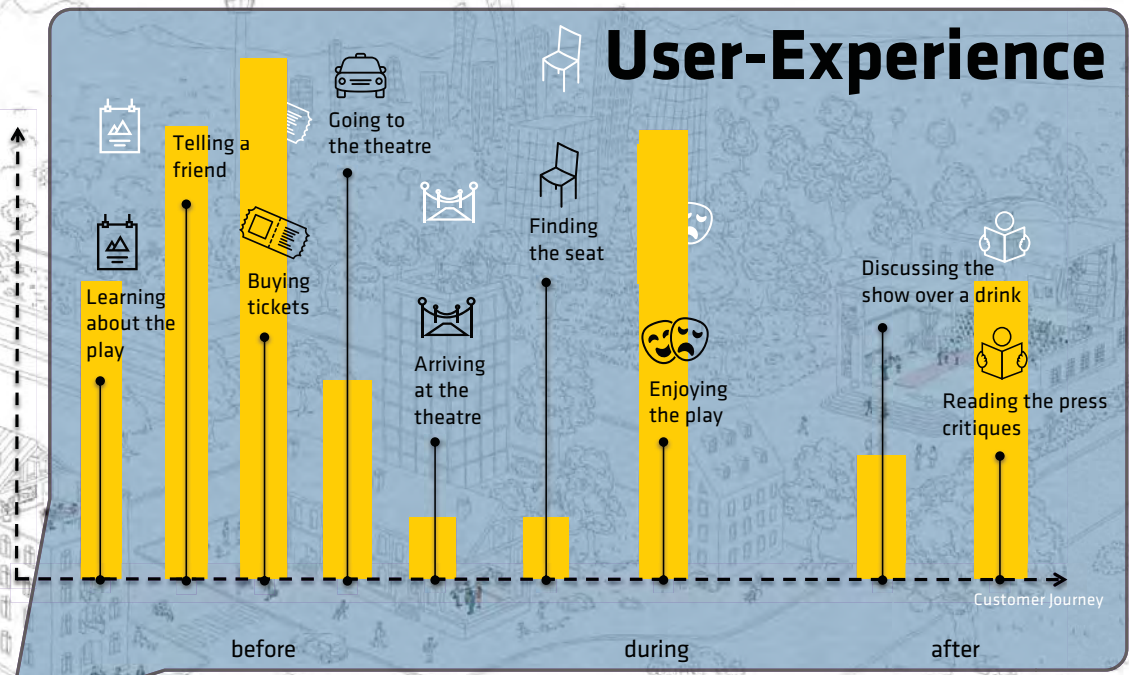 User-Experience
Going to
the theatre
Telling a
friend
Finding
the seat
Learning
about the
play
Buying
tickets
Arriving
at the
theatre
Enjoying
the play
Discussing the
show over a drink
Reading the press
critiques
Customer Journey
before
during
after